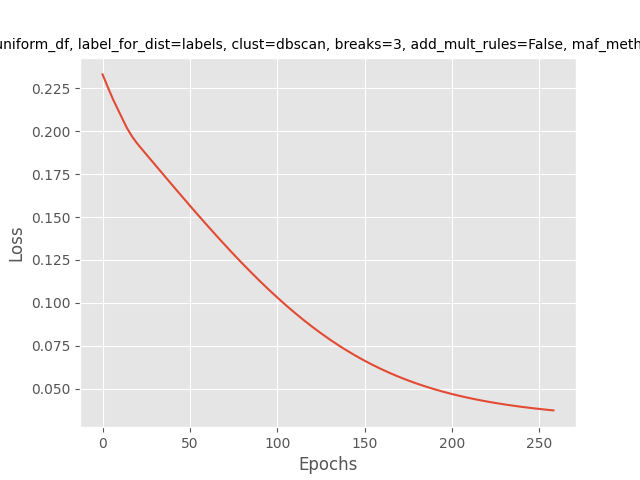 uniform_df, label_for_dist=labels, clust=dbscan, breaks=3, add_mult_rules=False, maf_meth
0.225
0.200
0.175
0.150
0.125
0.100
0.075
0.050
Loss
0 50 100 150 200 250
Epochs